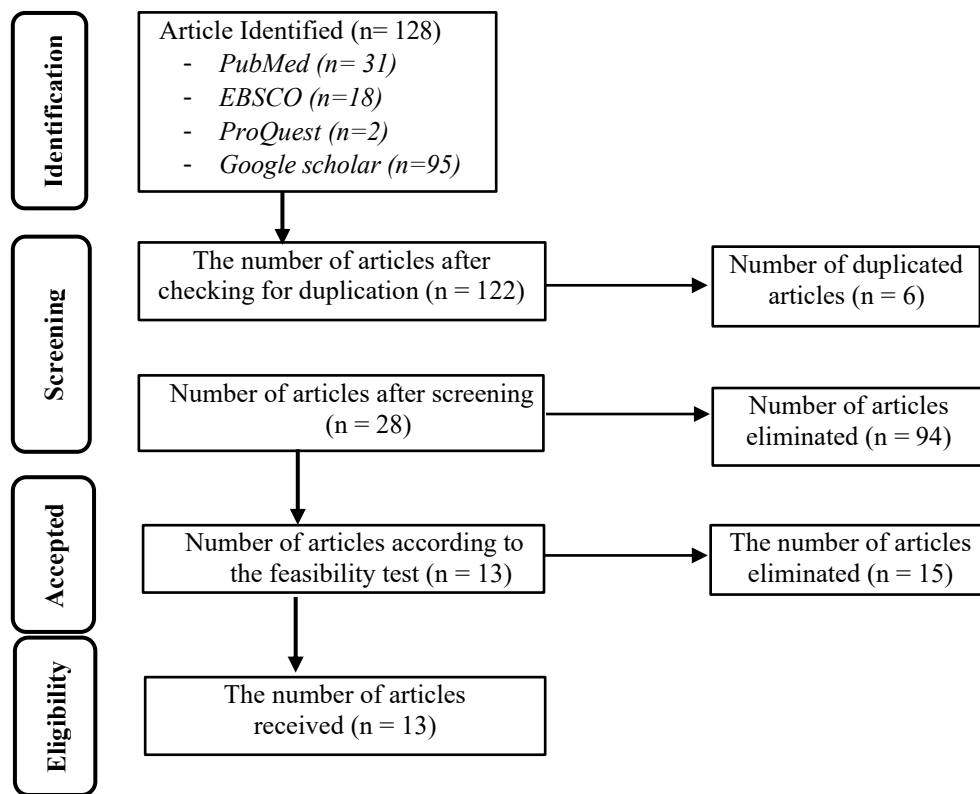 Identification
Article Identified (n= 128)
- PubMed (n= 31)
- EBSCO (n=18)
- ProQuest (n=2)
- Google scholar (n=95)
Screening
The number of articles after
checking for duplication (n = 122)
Number of duplicated
articles (n = 6)
Number of articles after screening
(n = 28)
Number of articles
eliminated (n = 94)
Accepted
Number of articles according to
the feasibility test (n = 13)
The number of articles
eliminated (n = 15)
Eligibility
The number of articles
received (n = 13)